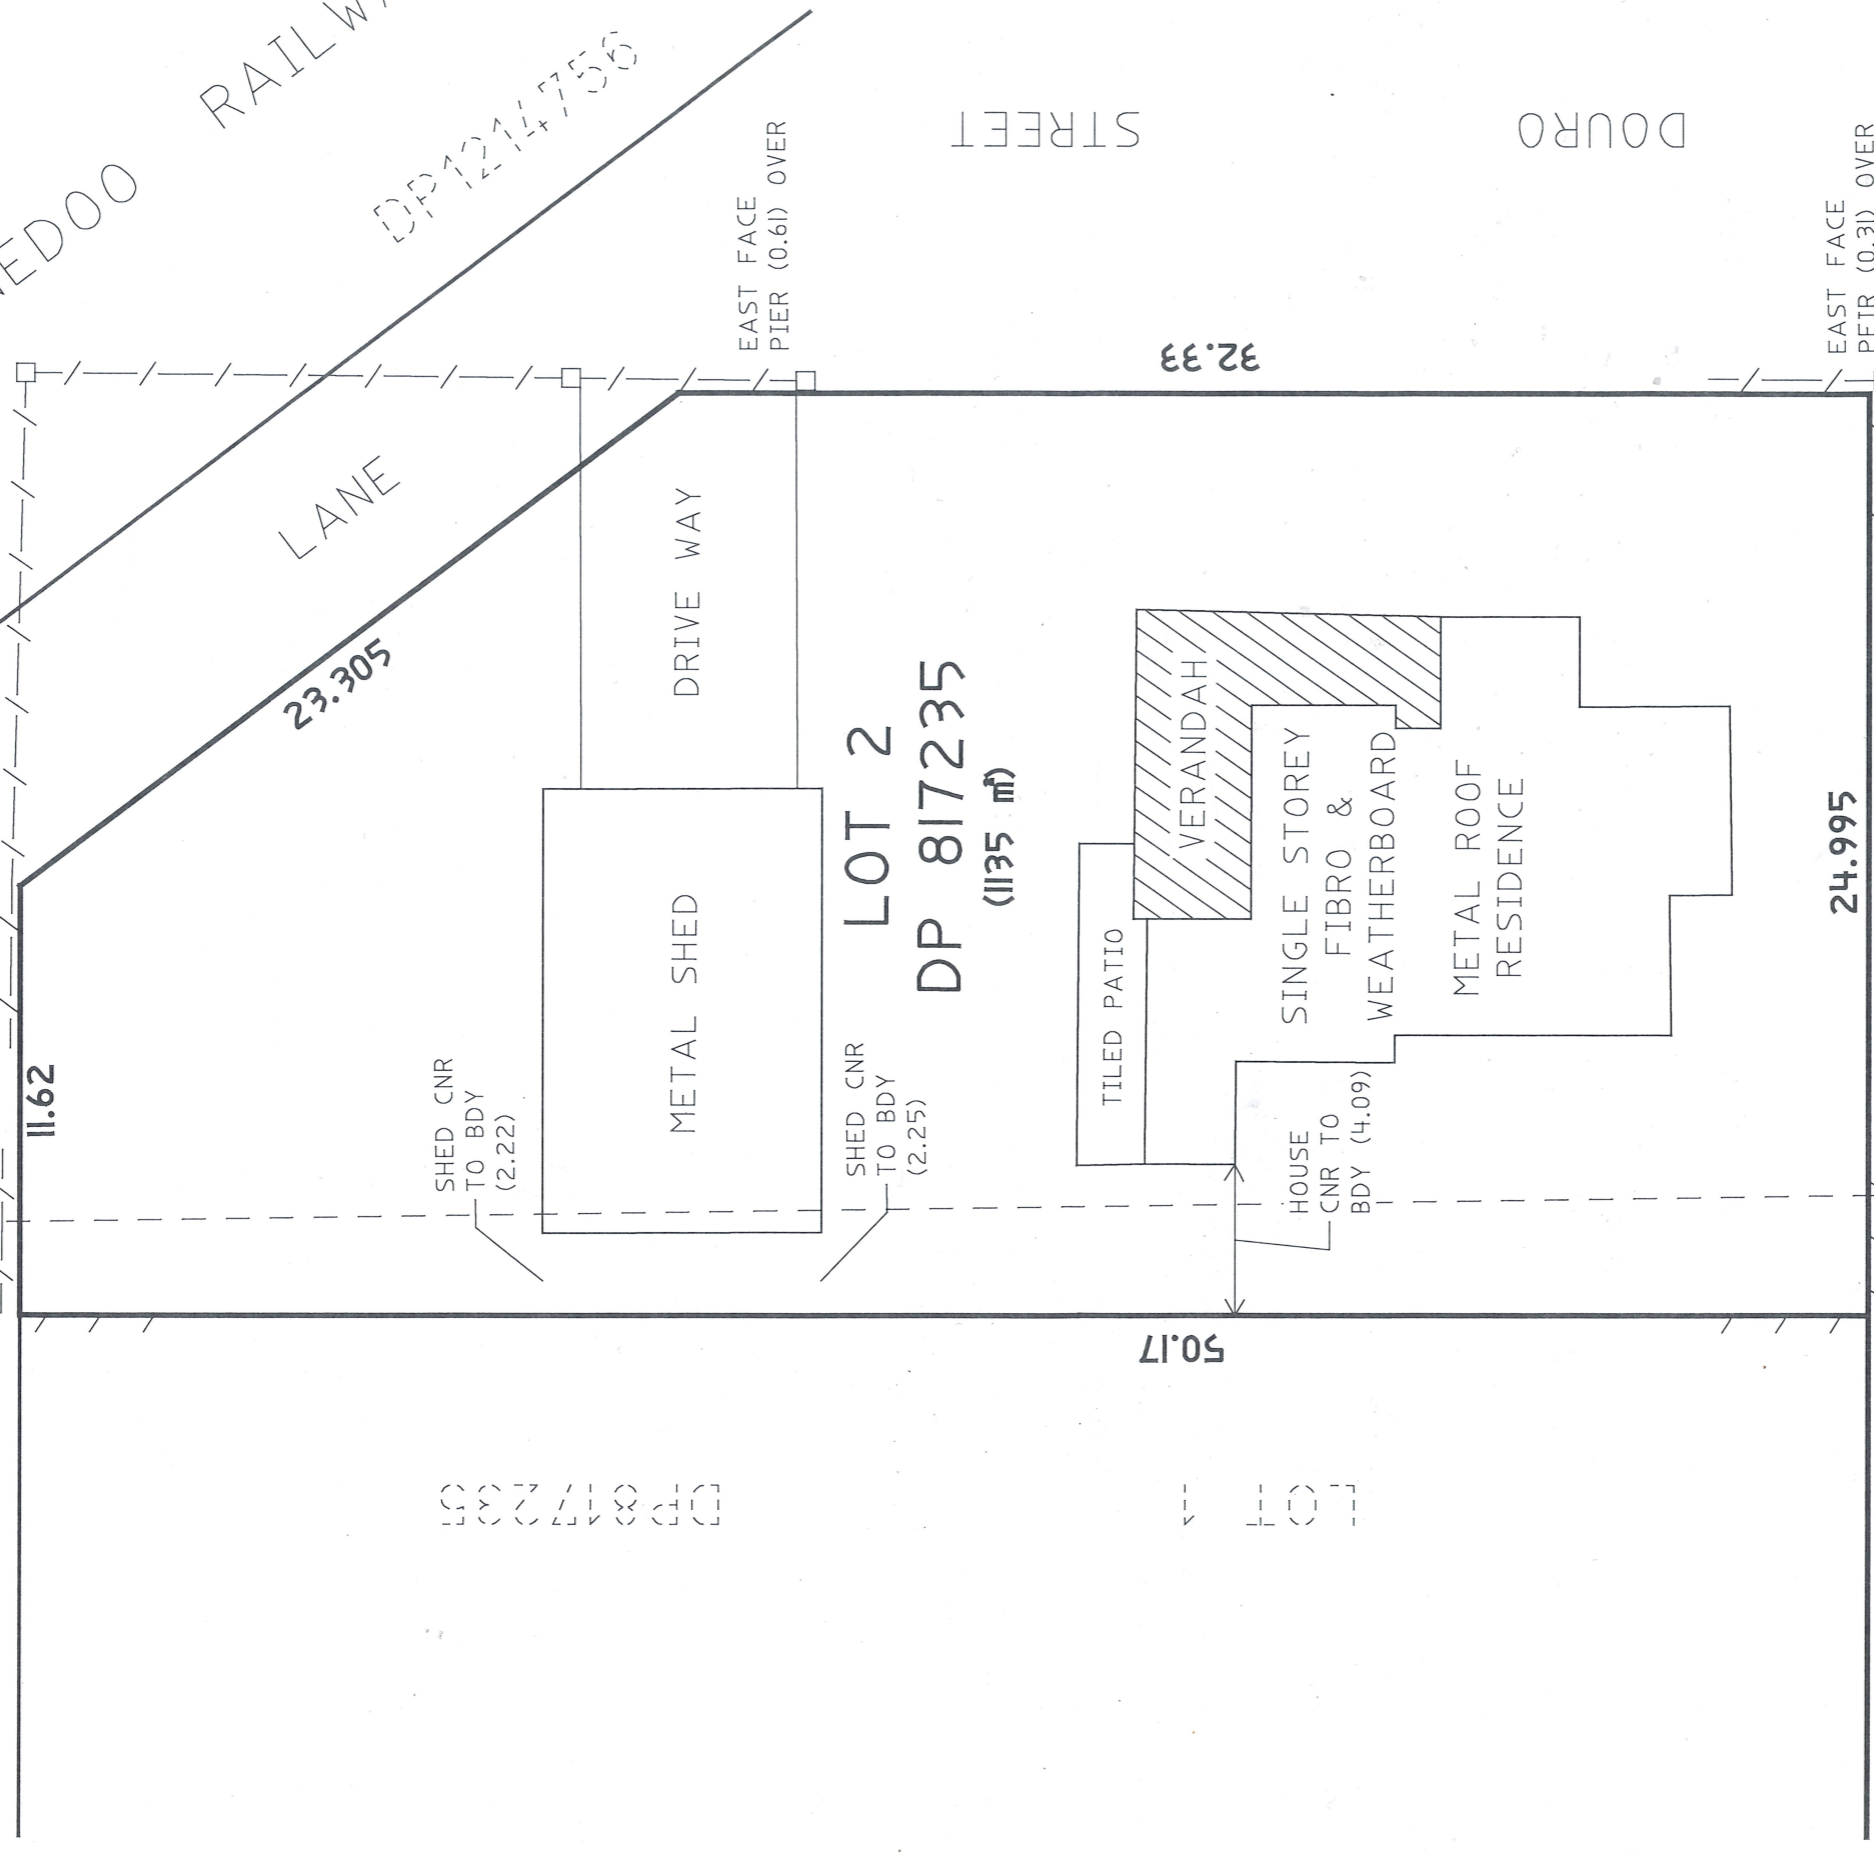 RAILWA
EDOO
DP1214756
LANE
STREET
DOURO
EAST FACE
PIER (0.61) OVER
EAST FACE
PEIR (0.31) OVER
32.33
23.305
11.62
24.995
50.17
DRIVE WAY
METAL SHED
LOT 2
DP 817235
(1135 m²)
SHED CNR
TO BDY
(2.22)
SHED CNR
TO BDY
(2.25)
VERANDAH
TILED PATIO
SINGLE STOREY
FIBRO &
WEATHERBOARD
METAL ROOF
RESIDENCE
HOUSE
CNR TO
BDY (4.09)
LOT 1
DP817235